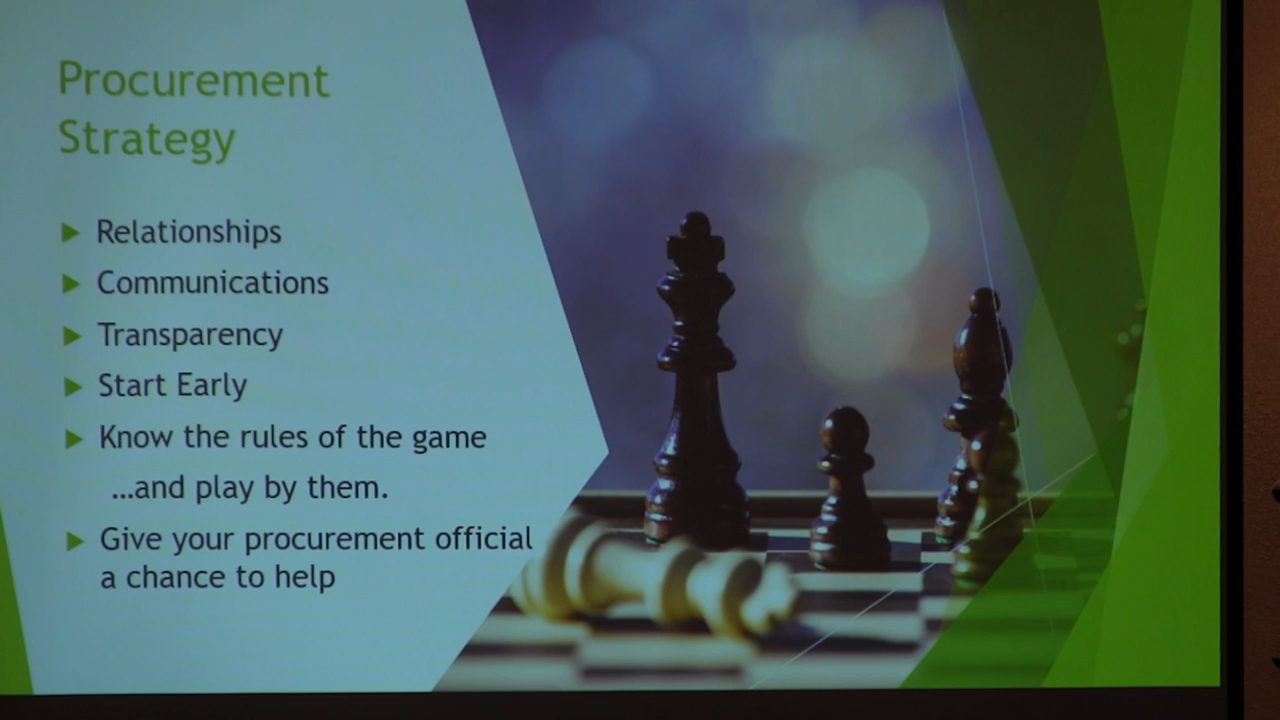 Procurement
Strategy
Relationships
Communications
Transparency
Start Early
Know the rules of the game
...and play by them.
Give your procurement official
a chance to help